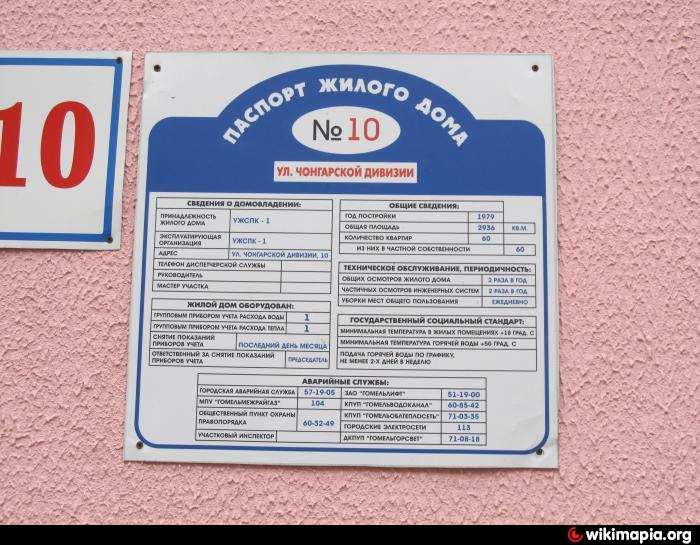 10
ПАСПОРТ ЖИЛОГО ДОМА
№ 10
УЛ. ЧОНГАРСКОЙ ДИВИЗИИ
СВЕДЕНИЯ О ДОМОВЛАДЕНИИ:
ПРИНАДЛЕЖНОСТЬ ЖИЛОГО ДОМА УЖСПК - 1
ЭКСПЛУАТИРУЮЩАЯ ОРГАНИЗАЦИЯ УЖСПК - 1
АДРЕС УЛ. ЧОНГАРСКОЙ ДИВИЗИИ, 10
ТЕЛЕФОН ДИСПЕТЧЕРСКОЙ СЛУЖБЫ
РУКОВОДИТЕЛЬ
МАСТЕР УЧАСТКА
ЖИЛОЙ ДОМ ОБОРУДОВАН:
ГРУППОВЫМ ПРИБОРОМ УЧЕТА РАСХОДА ВОДЫ 1
ГРУППОВЫМ ПРИБОРОМ УЧЕТА РАСХОДА ТЕПЛА 1
СНЯТИЕ ПОКАЗАНИЙ ПРИБОРОВ УЧЕТА ПОСЛЕДНИЙ ДЕНЬ МЕСЯЦА
ОТВЕТСТВЕННЫЙ ЗА СНЯТИЕ ПОКАЗАНИЙ ПРИБОРОВ УЧЕТА ПРЕДСЕДАТЕЛЬ
ОБЩИЕ СВЕДЕНИЯ:
ГОД ПОСТРОЙКИ 1979
ОБЩАЯ ПЛОЩАДЬ 2936 КВ.М.
КОЛИЧЕСТВО КВАРТИР 60
ИЗ НИХ В ЧАСТНОЙ СОБСТВЕННОСТИ 60
ТЕХНИЧЕСКОЕ ОБСЛУЖИВАНИЕ, ПЕРИОДИЧНОСТЬ:
ОБЩИХ ОСМОТРОВ ЖИЛОГО ДОМА 2 РАЗА В ГОД
ЧАСТИЧНЫХ ОСМОТРОВ ИНЖЕНЕРНЫХ СИСТЕМ 2 РАЗА В ГОД
УБОРКИ МЕСТ ОБЩЕГО ПОЛЬЗОВАНИЯ ЕЖЕДНЕВНО
ГОСУДАРСТВЕННЫЙ СОЦИАЛЬНЫЙ СТАНДАРТ:
МИНИМАЛЬНАЯ ТЕМПЕРАТУРА В ЖИЛЫХ ПОМЕЩЕНИЯХ +18 ГРАД. С
МИНИМАЛЬНАЯ ТЕМПЕРАТУРА ГОРЯЧЕЙ ВОДЫ +50 ГРАД. С
ПОДАЧА ГОРЯЧЕЙ ВОДЫ ПО ГРАФИКУ,
НЕ МЕНЕЕ 2-Х ДНЕЙ В НЕДЕЛЮ
АВАРИЙНЫЕ СЛУЖБЫ:
ГОРОДСКАЯ АВАРИЙНАЯ СЛУЖБА 57-19-05
МПУ "ГОМЕЛЬМЕЖРАЙГАЗ" 104
ОБЩЕСТВЕННЫЙ ПУНКТ ОХРАНЫ ПРАВОПОРЯДКА 60-32-49
УЧАСТКОВЫЙ ИНСПЕКТОР
ЗАО "ГОМЕЛЬЛИФТ" 51-19-00
КПУП "ГОМЕЛЬВОДОКАНАЛ" 60-85-42
КПУП "ГОМЕЛЬОБЛТЕПЛОСЕТЬ" 71-03-35
ГОРОДСКИЕ ЭЛЕКТРОСЕТИ 113
ДКПУП "ГОМЕЛЬГОРСВЕТ" 71-08-18
wikimapia.org